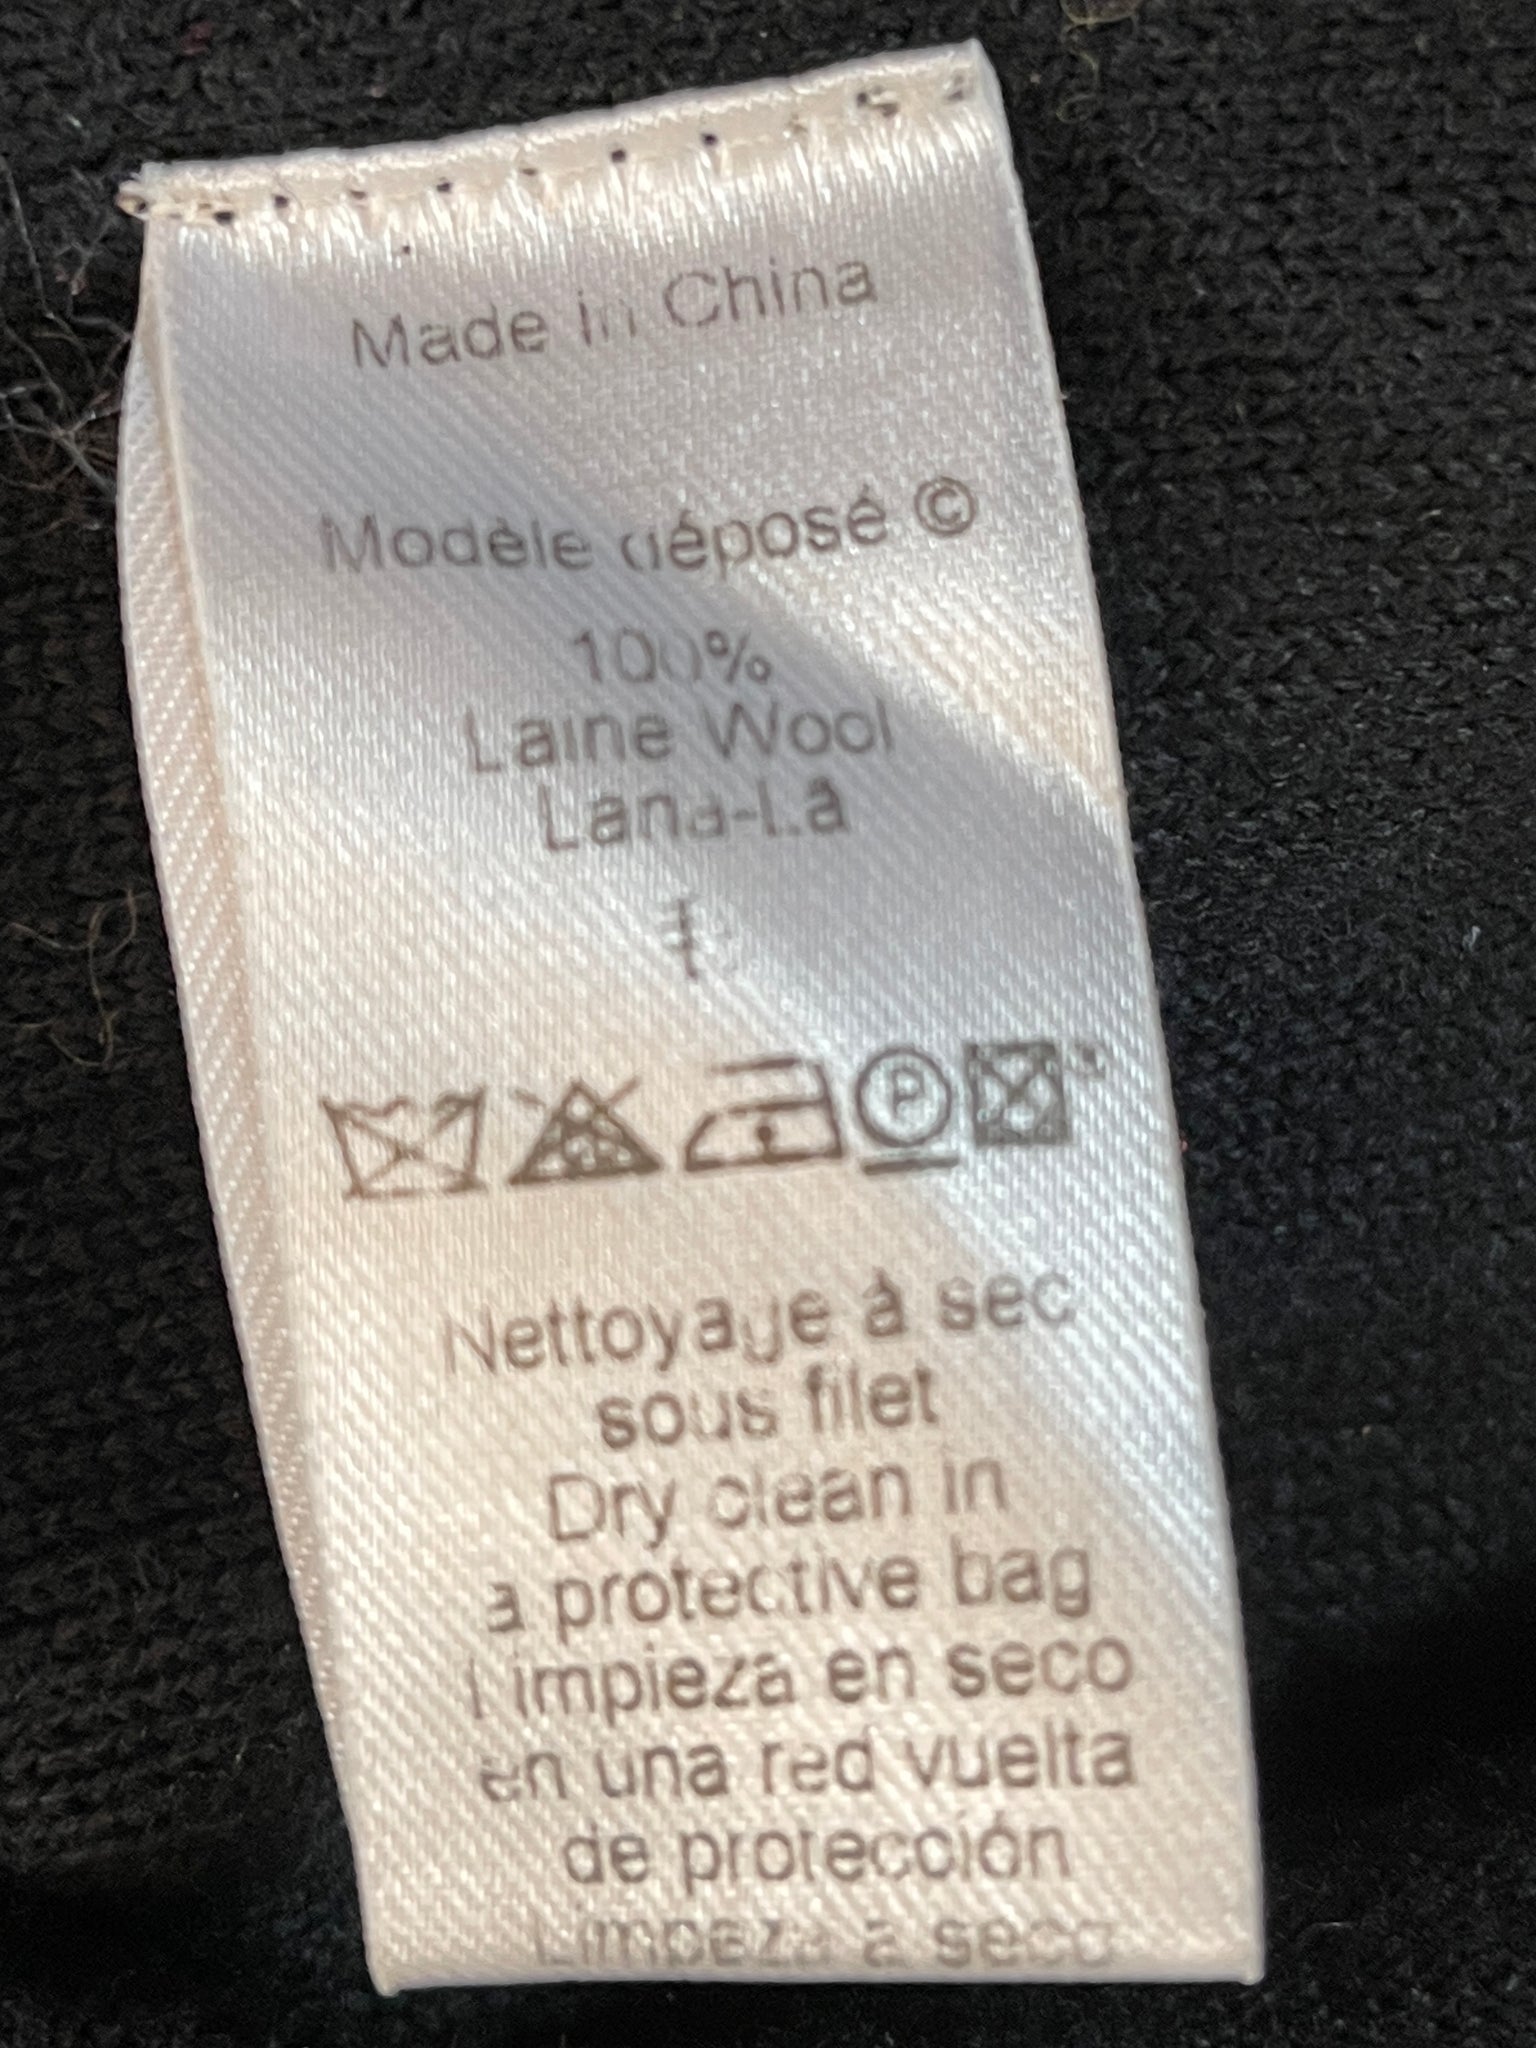 Made in China
Modèle déposé ©
100%
Laine Wool
Lana-Lã
P
Nettoyage à sec
sous filet
Dry clean in
a protective bag
Limpieza en seco
en una red vuelta
de protección
Limpeza a seco